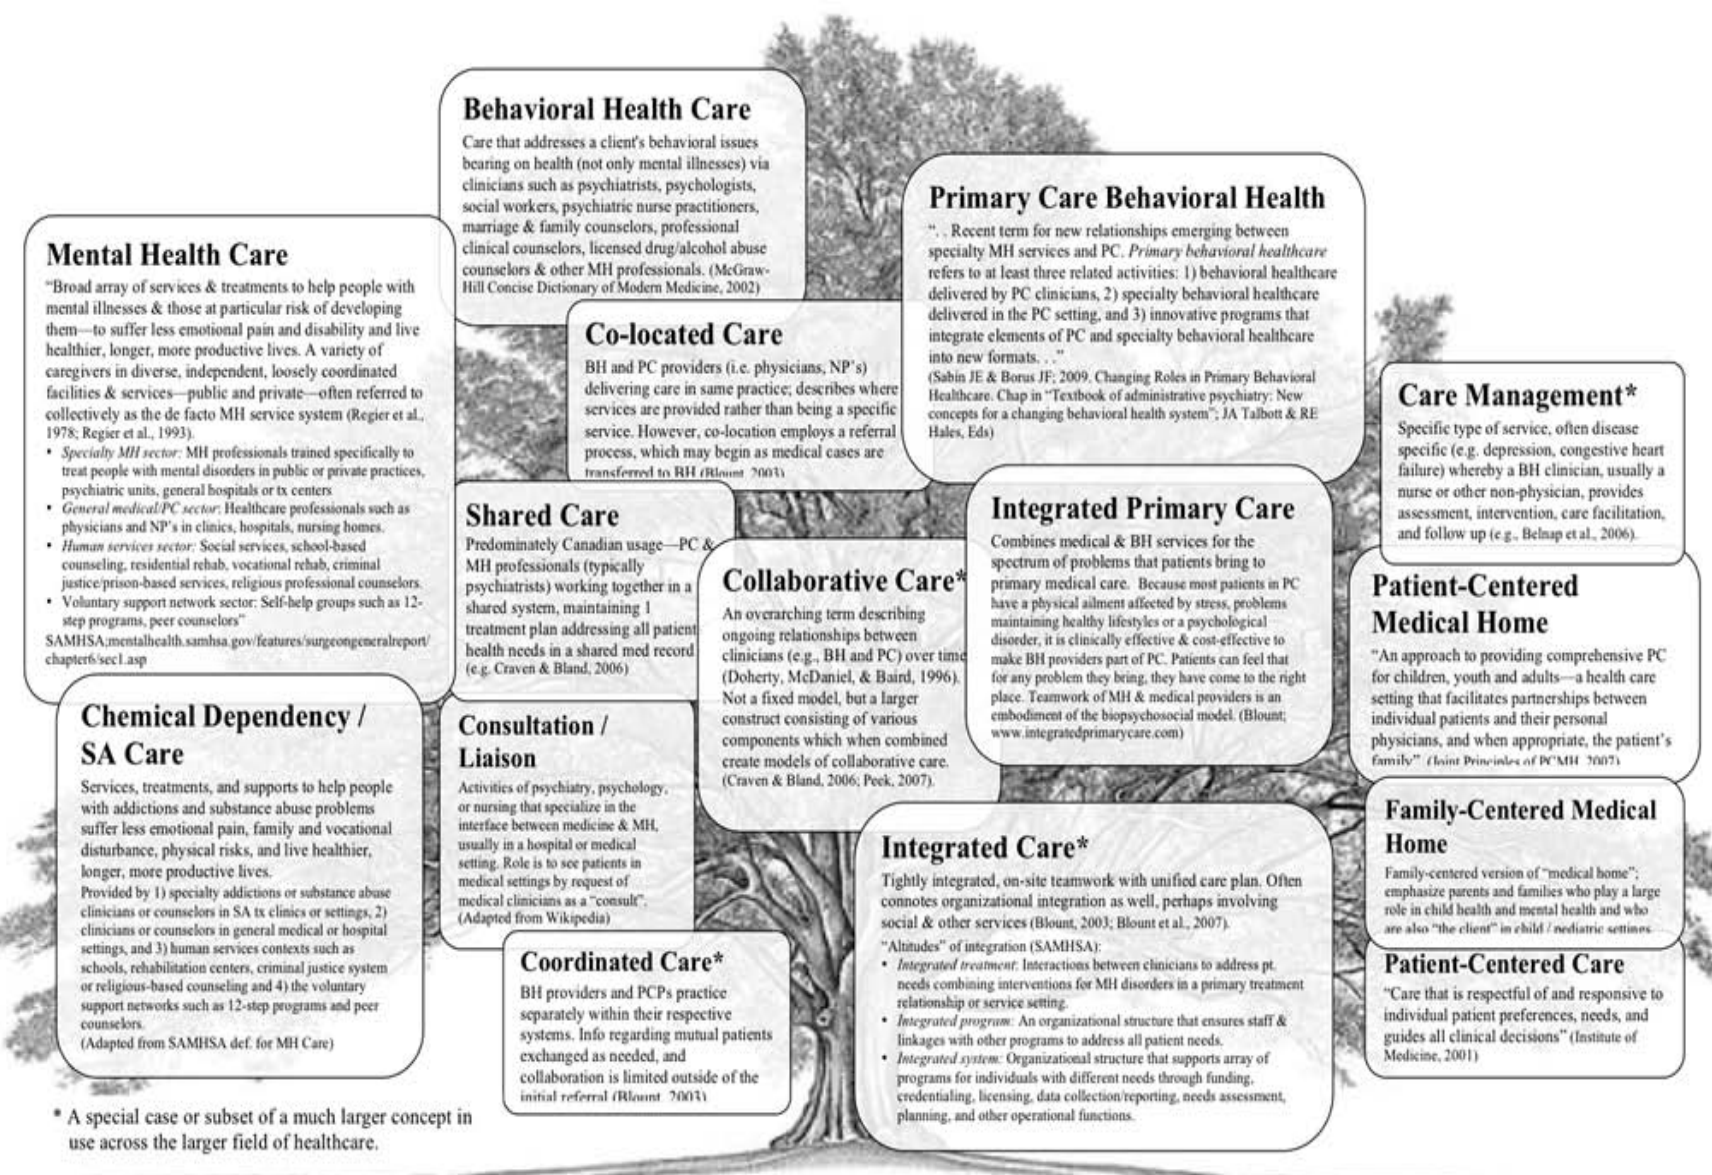 Behavioral Health Care
Care that addresses a client's behavioral issues
bearing on health (not only mental illnesses) via
clinicians such as psychiatrists, psychologists,
social workers, psychiatric nurse practitioners,
marriage & family counselors, professional
clinical counselors, licensed drug/alcohol abuse
counselors & other MH professionals. (McGraw-
Hill Concise Dictionary of Modern Medicine, 2002)
Primary Care Behavioral Health
“. . Recent term for new relationships emerging between
specialty MH services and PC. Primary behavioral healthcare
refers to at least three related activities: 1) behavioral healthcare
delivered by PC clinicians, 2) specialty behavioral healthcare
delivered in the PC setting, and 3) innovative programs that
integrate elements of PC and specialty behavioral healthcare
into new formats. . .”
(Sabin JE & Borus JF; 2009. Changing Roles in Primary Behavioral
Healthcare. Chap in “Textbook of administrative psychiatry: New
concepts for a changing behavioral health system”; JA Talbott & RE
Hales, Eds)
Mental Health Care
“Broad array of services & treatments to help people with
mental illnesses & those at particular risk of developing
them—to suffer less emotional pain and disability and live
healthier, longer, more productive lives. A variety of
caregivers in diverse, independent, loosely coordinated
facilities & services—public and private—often referred to
collectively as the de facto MH service system (Regier et al.,
1978; Regier et al., 1993).
• Specialty MH sector: MH professionals trained specifically to
treat people with mental disorders in public or private practices,
psychiatric units, general hospitals or tx centers
• General medical/PC sector: Healthcare professionals such as
physicians and NP's in clinics, hospitals, nursing homes.
• Human services sector: Social services, school-based
counseling, residential rehab, vocational rehab, criminal
justice/prison-based services, religious professional counselors.
• Voluntary support network sector: Self-help groups such as 12-
step programs, peer counselors”
SAMHSA;mentalhealth.samhsa.gov/features/surgeongeneralreport/
chapter6/sec1.asp
Co-located Care
BH and PC providers (i.e. physicians, NP's)
delivering care in same practice; describes where
services are provided rather than being a specific
service. However, co-location employs a referral
process, which may begin as medical cases are
transferred to BH (Blount, 2003)
Care Management*
Specific type of service, often disease
specific (e.g. depression, congestive heart
failure) whereby a BH clinician, usually a
nurse or other non-physician, provides
assessment, intervention, care facilitation,
and follow up (e.g., Belnap et al., 2006).
Shared Care
Predominately Canadian usage—PC &
MH professionals (typically
psychiatrists) working together in a
shared system, maintaining 1
treatment plan addressing all patient
health needs in a shared med record
(e.g. Craven & Bland, 2006)
Collaborative Care*
An overarching term describing
ongoing relationships between
clinicians (e.g., BH and PC) over time
(Doherty, McDaniel, & Baird, 1996).
Not a fixed model, but a larger
construct consisting of various
components which when combined
create models of collaborative care.
(Craven & Bland, 2006; Peek, 2007).
Integrated Primary Care
Combines medical & BH services for the
spectrum of problems that patients bring to
primary medical care. Because most patients in PC
have a physical ailment affected by stress, problems
maintaining healthy lifestyles or a psychological
disorder, it is clinically effective & cost-effective to
make BH providers part of PC. Patients can feel that
for any problem they bring, they have come to the right
place. Teamwork of MH & medical providers is an
embodiment of the biopsychosocial model. (Blount;
www.integratedprimarycare.com)
Patient-Centered
Medical Home
“An approach to providing comprehensive PC
for children, youth and adults—a health care
setting that facilitates partnerships between
individual patients and their personal
physicians, and when appropriate, the patient's
family” (Joint Principles of PCMH, 2007)
Chemical Dependency /
SA Care
Services, treatments, and supports to help people
with addictions and substance abuse problems
suffer less emotional pain, family and vocational
disturbance, physical risks, and live healthier,
longer, more productive lives.
Provided by 1) specialty addictions or substance abuse
clinicians or counselors in SA tx clinics or settings, 2)
clinicians or counselors in general medical or hospital
settings, and 3) human services contexts such as
schools, rehabilitation centers, criminal justice system
or religious-based counseling and 4) the voluntary
support networks such as 12-step programs and peer
counselors.
(Adapted from SAMHSA def. for MH Care)
Consultation /
Liaison
Activities of psychiatry, psychology,
or nursing that specialize in the
interface between medicine & MH,
usually in a hospital or medical
setting. Role is to see patients in
medical settings by request of
medical clinicians as a “consult”.
(Adapted from Wikipedia)
Family-Centered Medical
Home
Family-centered version of “medical home”;
emphasize parents and families who play a large
role in child health and mental health and who
are also “the client” in child / pediatric settings
Integrated Care*
Tightly integrated, on-site teamwork with unified care plan. Often
connotes organizational integration as well, perhaps involving
social & other services (Blount, 2003; Blount et al., 2007).
“Altitudes” of integration (SAMHSA):
• Integrated treatment: Interactions between clinicians to address pt.
needs combining interventions for MH disorders in a primary treatment
relationship or service setting.
• Integrated program: An organizational structure that ensures staff &
linkages with other programs to address all patient needs.
• Integrated system: Organizational structure that supports array of
programs for individuals with different needs through funding,
credentialing, licensing, data collection/reporting, needs assessment,
planning, and other operational functions.
Coordinated Care*
BH providers and PCPs practice
separately within their respective
systems. Info regarding mutual patients
exchanged as needed, and
collaboration is limited outside of the
initial referral (Blount, 2003)
Patient-Centered Care
“Care that is respectful of and responsive to
individual patient preferences, needs, and
guides all clinical decisions” (Institute of
Medicine, 2001)
* A special case or subset of a much larger concept in
use across the larger field of healthcare.